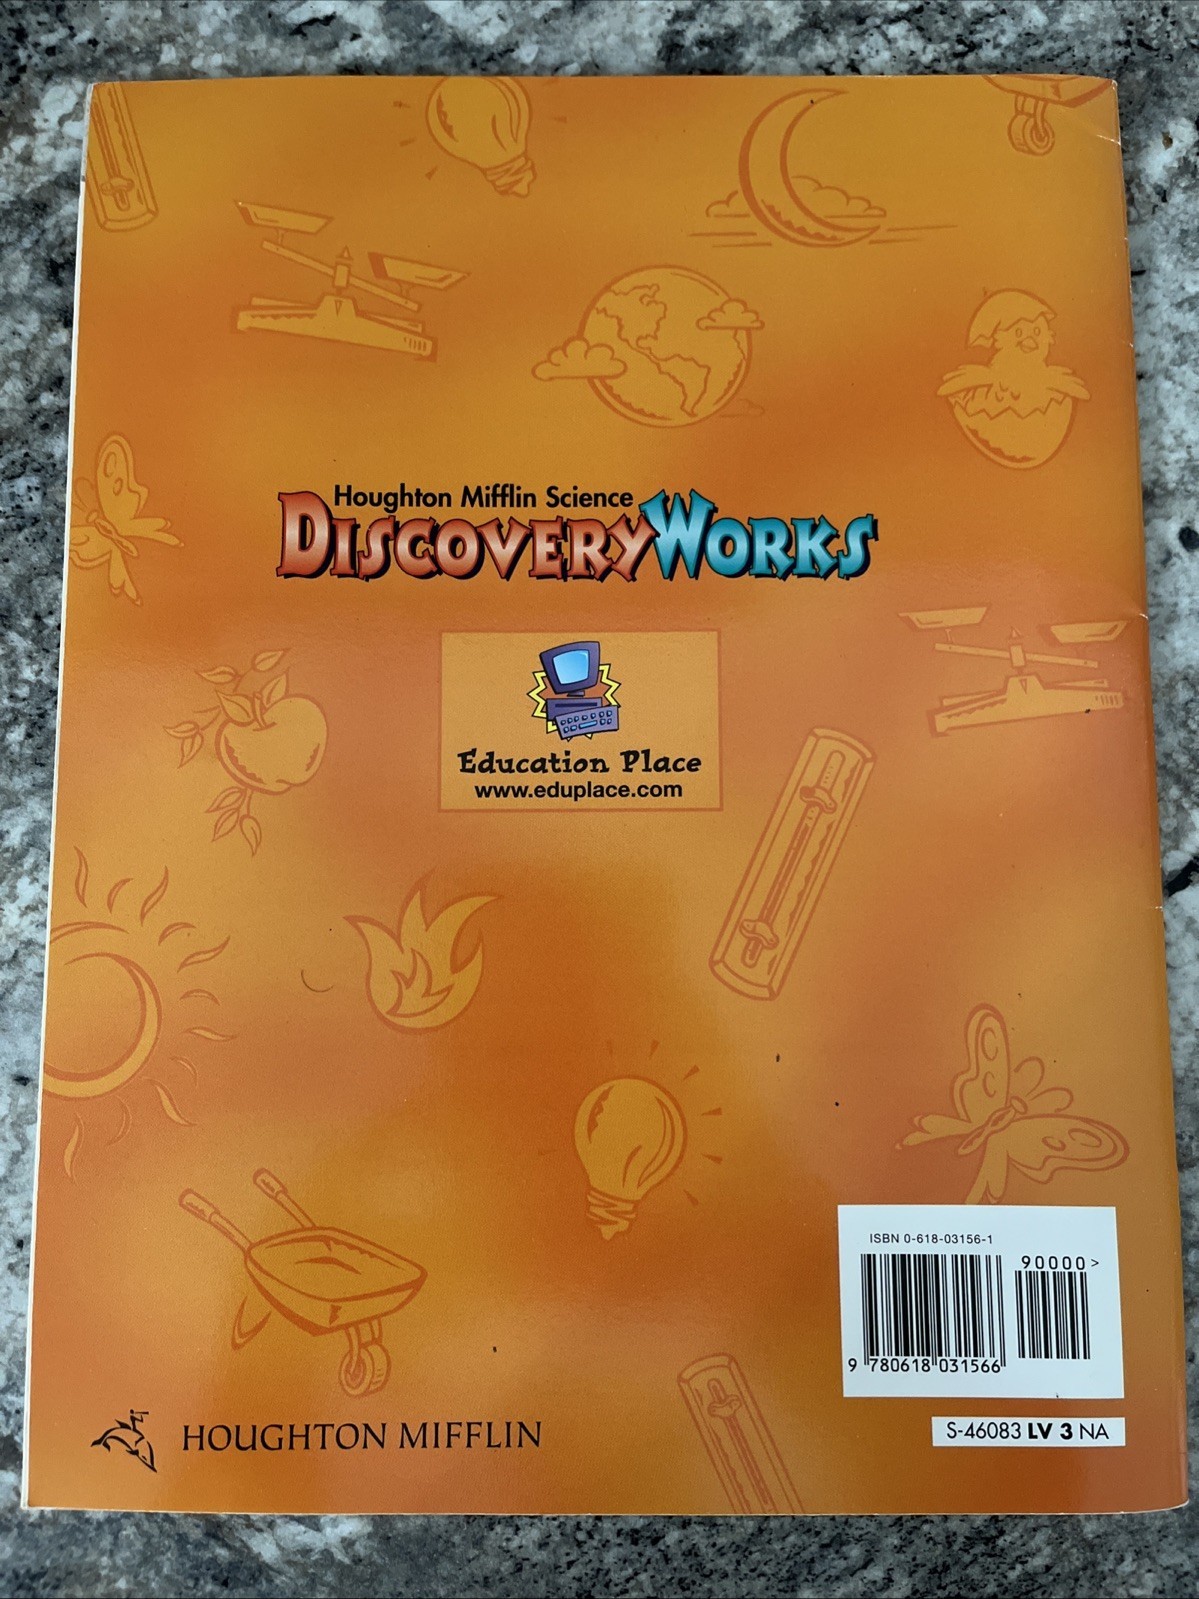 Houghton Mifflin Science
DISCOVERYWORKS
Education Place
www.eduplace.com
ISBN 0-618-03156-1
90000>
9 780618 031566
HOUGHTON MIFFLIN
S-46083 LV 3 NA